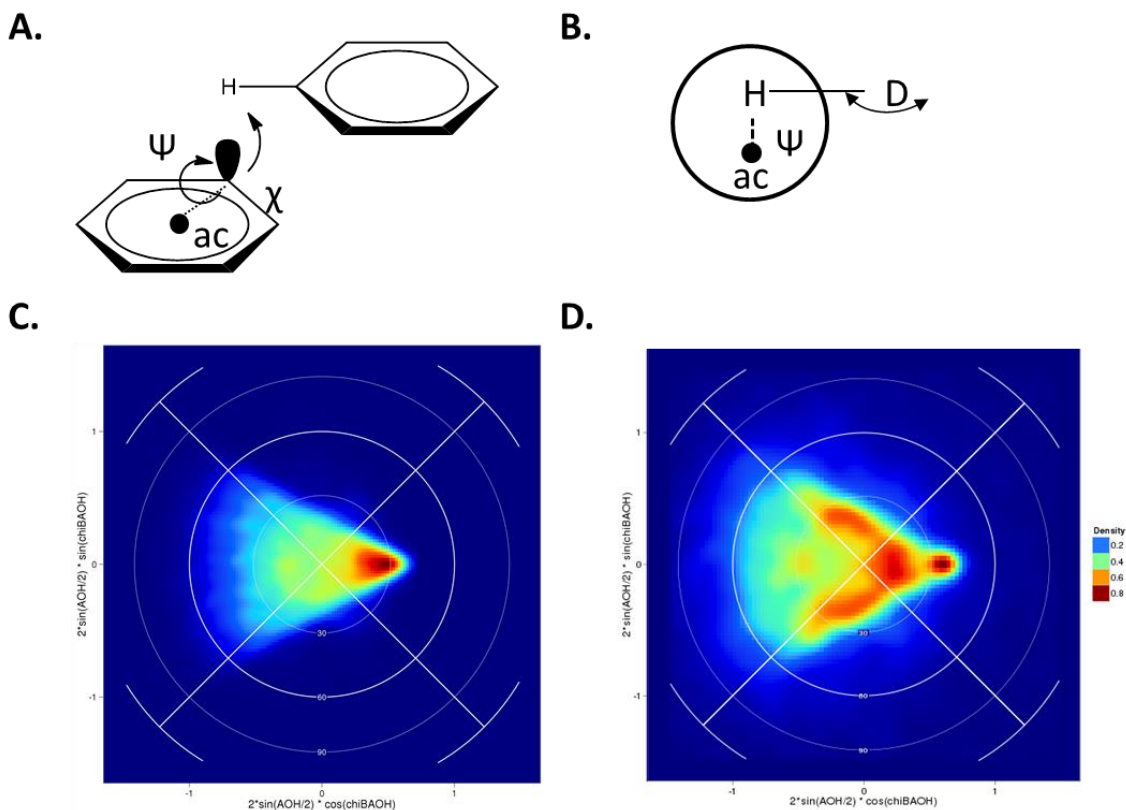 A.
H
Ψ
χ
ac
B.
H
D
Ψ
ac
C.
2*sin(AOH/2) * sin(chiBAOH)
1
0
-1
30
60
90
-1
0
1
2*sin(AOH/2) * cos(chiBAOH)
D.
2*sin(AOH/2) * sin(chiBAOH)
1
0
-1
30
60
90
-1
0
1
2*sin(AOH/2) * cos(chiBAOH)
Density
0.2
0.4
0.6
0.8